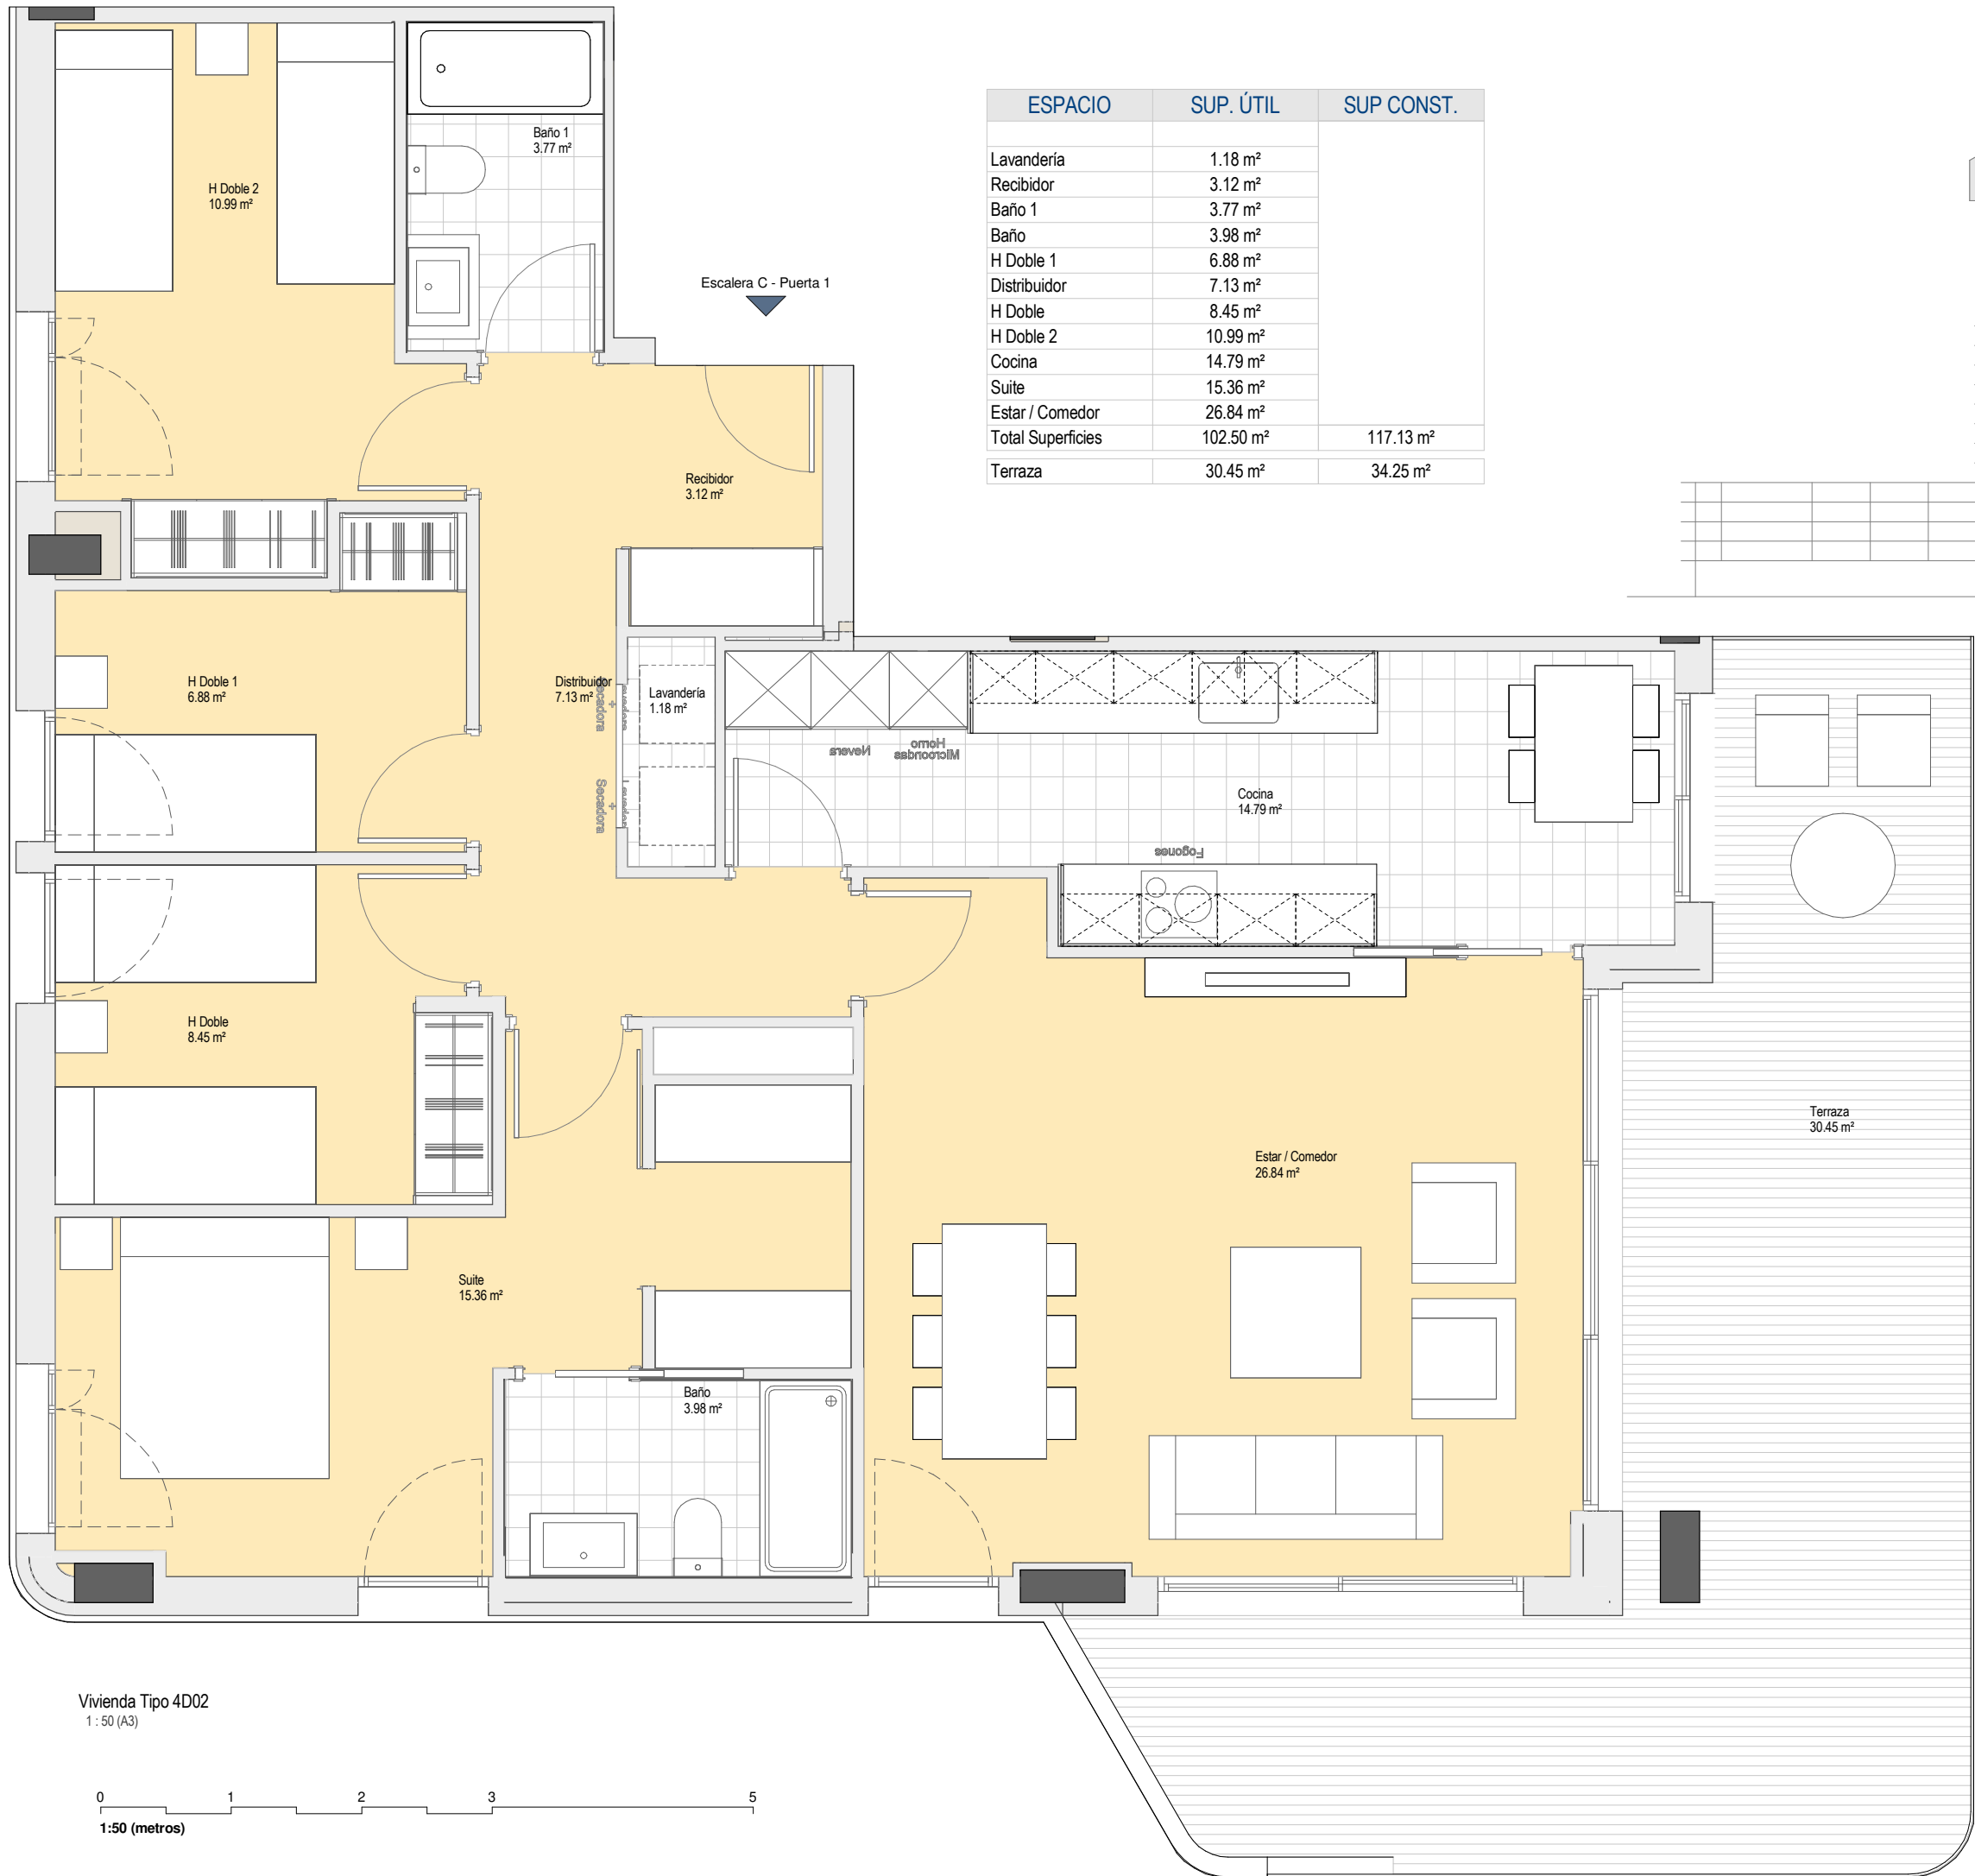 ESPACIO SUP. ÚTIL SUP CONST.
Lavandería 1.18 m²
Recibidor 3.12 m²
Baño 1 3.77 m²
Baño 3.98 m²
H Doble 1 6.88 m²
Distribuidor 7.13 m²
H Doble 8.45 m²
H Doble 2 10.99 m²
Cocina 14.79 m²
Suite 15.36 m²
Estar / Comedor 26.84 m²
Total Superficies 102.50 m² 117.13 m²
Terraza 30.45 m² 34.25 m²
Baño 1
3.77 m²
H Doble 2
10.99 m²
Escalera C - Puerta 1
Recibidor
3.12 m²
H Doble 1
6.88 m²
Distribuidor
7.13 m²
Lavandería
1.18 m²
Secadora
+
Secadora
+
Nevera
Horno
Microondas
Cocina
14.79 m²
Fogones
H Doble
8.45 m²
Terraza
30.45 m²
Estar / Comedor
26.84 m²
Suite
15.36 m²
Baño
3.98 m²
Vivienda Tipo 4D02
1 : 50 (A3)
0 1 2 3 5
1:50 (metros)